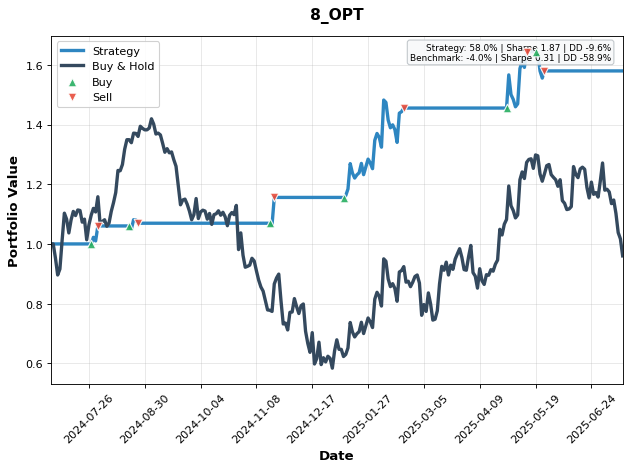 8_OPT
Strategy: 58.0% | Sharpe 1.87 | DD -9.6%
Benchmark: -4.0% | Sharpe 0.31 | DD -58.9%
Strategy
Buy & Hold
Buy
Sell
Portfolio Value
1.6
1.4
1.2
1.0
0.8
0.6
2024-07-26
2024-08-30
2024-10-04
2024-11-08
2024-12-17
2025-01-27
2025-03-05
2025-04-09
2025-05-19
2025-06-24
Date